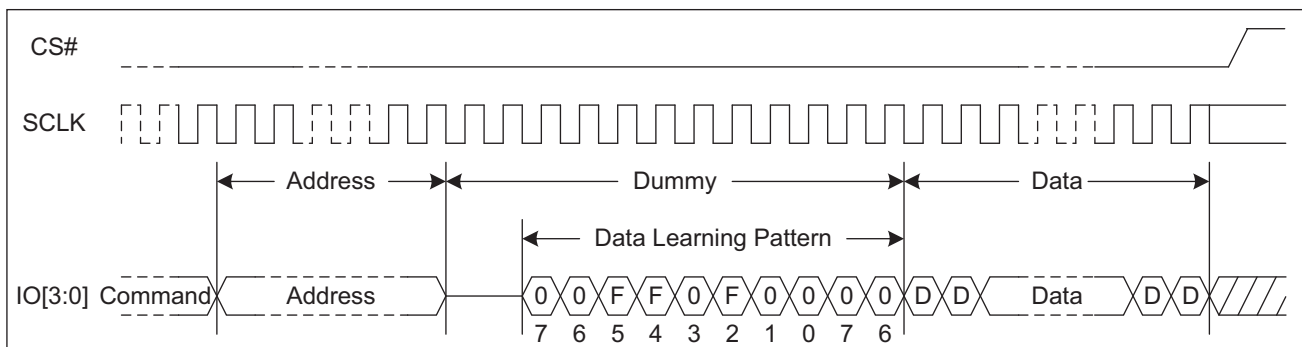 CS#
SCLK
Address Dummy Data
Data Learning Pattern
IO[3:0] Command Address 0 0 F F 0 F 0 0 0 0 D D Data D D
7 6 5 4 3 2 1 0 7 6